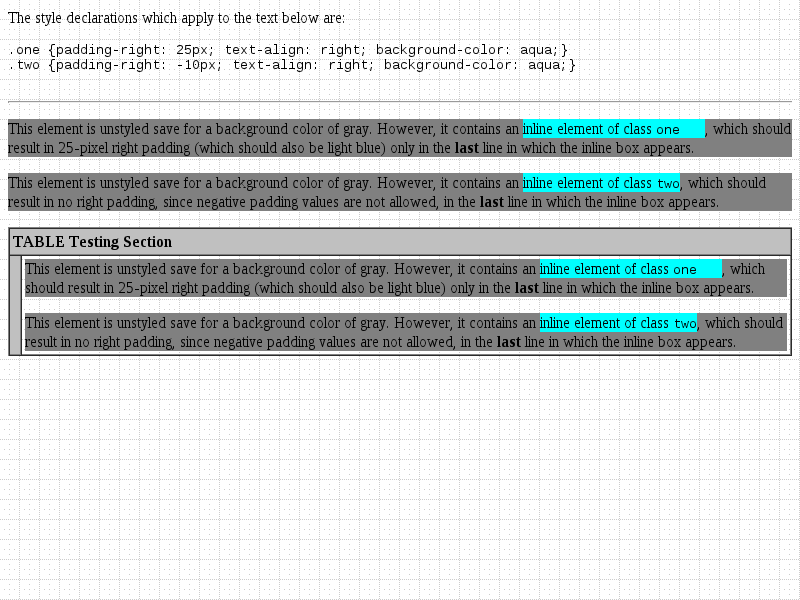 The style declarations which apply to the text below are:
.one {padding-right: 25px; text-align: right; background-color: aqua;}
.two {padding-right: -10px; text-align: right; background-color: aqua;}
This element is unstyled save for a background color of gray. However, it contains an inline element of class one, which should
result in 25-pixel right padding (which should also be light blue) only in the last line in which the inline box appears.
This element is unstyled save for a background color of gray. However, it contains an inline element of class two, which should
result in no right padding, since negative padding values are not allowed, in the last line in which the inline box appears.
TABLE Testing Section
This element is unstyled save for a background color of gray. However, it contains an inline element of class one, which
should result in 25-pixel right padding (which should also be light blue) only in the last line in which the inline box appears.
This element is unstyled save for a background color of gray. However, it contains an inline element of class two, which should
result in no right padding, since negative padding values are not allowed, in the last line in which the inline box appears.